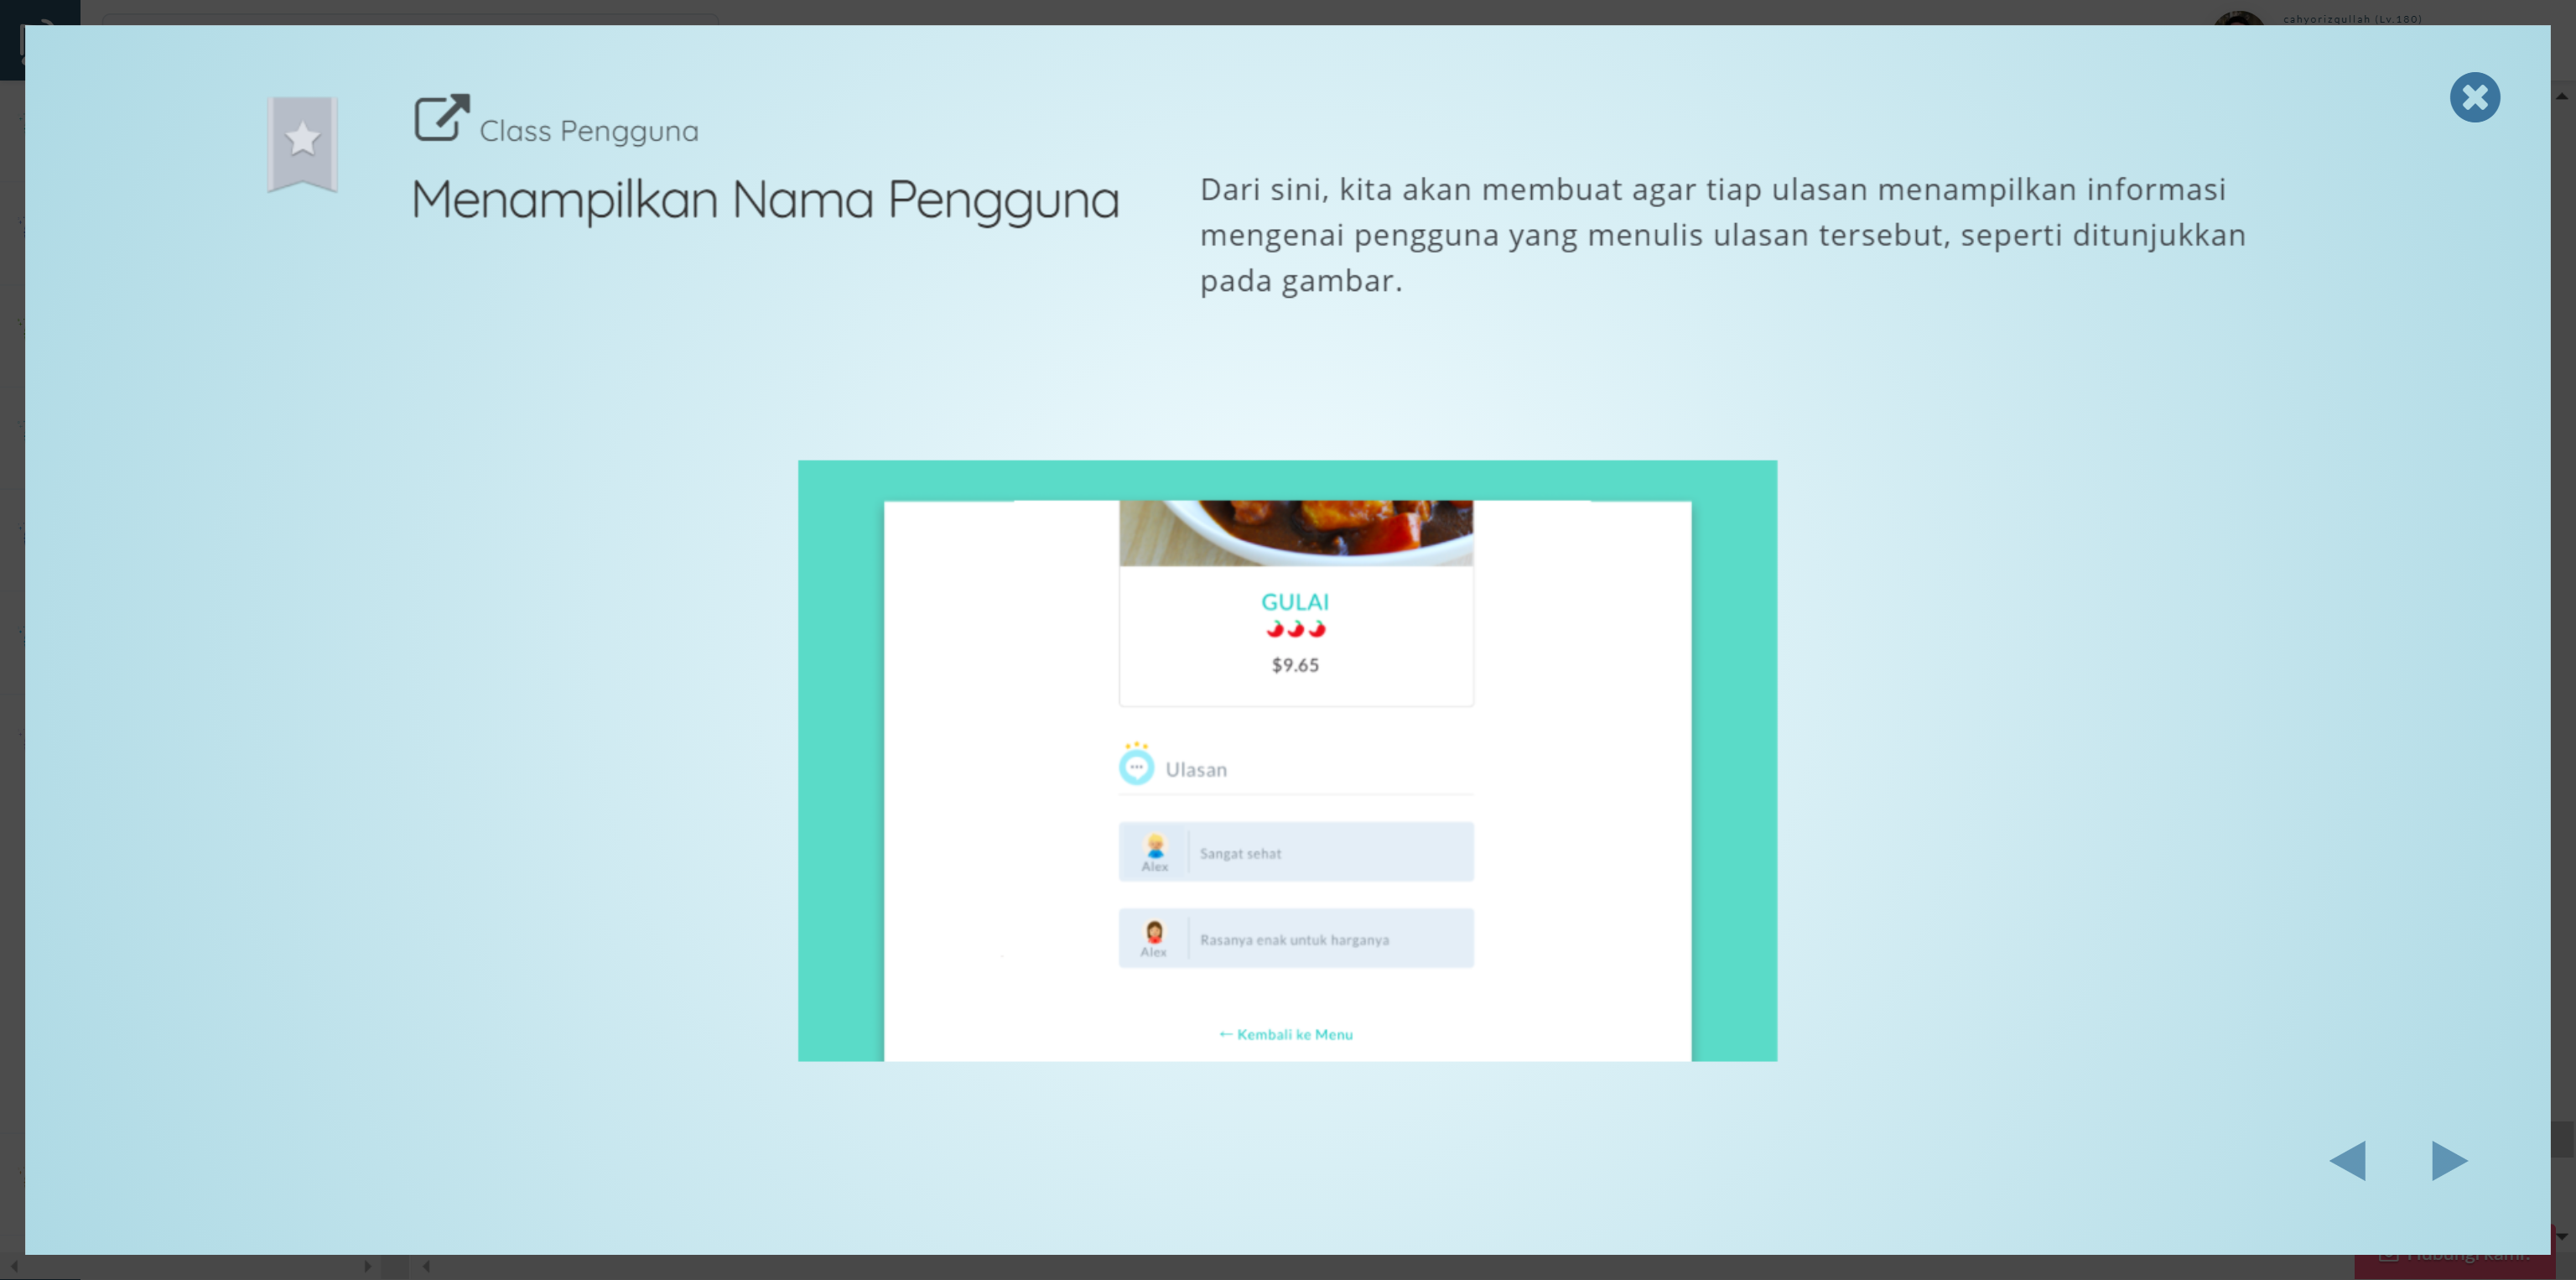 cahyorizqullah (Lv.180)
Class Pengguna
Menampilkan Nama Pengguna
Dari sini, kita akan membuat agar tiap ulasan menampilkan informasi
mengenai pengguna yang menulis ulasan tersebut, seperti ditunjukkan
pada gambar.
GULAI
$9.65
Ulasan
Alex
Sangat sehat
Alex
Rasanya enak untuk harganya
← Kembali ke Menu
Hubungi kami!